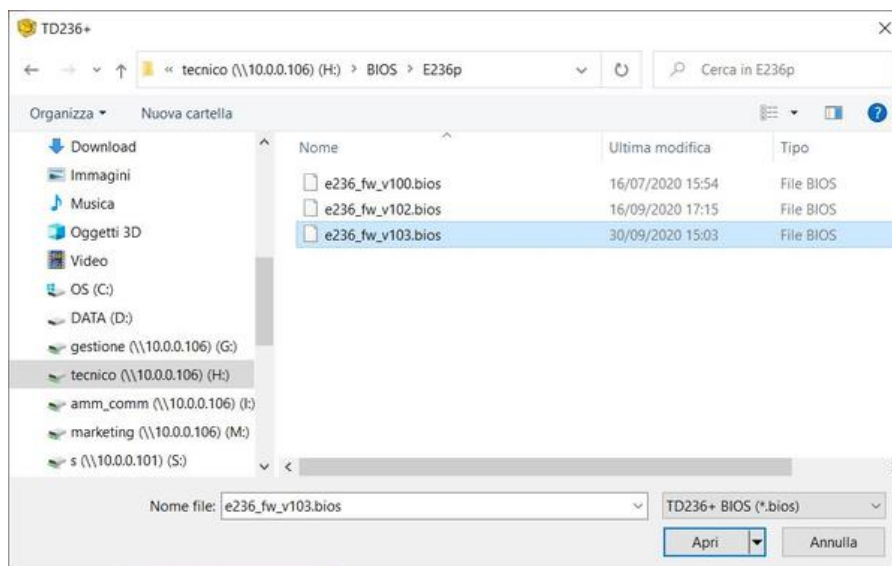 TD236+
« tecnico (\\10.0.0.106) (H:) > BIOS > E236p
Cerca in E236p
Organizza
Nuova cartella
Download
Immagini
Musica
Oggetti 3D
Video
OS (C:)
DATA (D:)
gestione (\\10.0.0.106) (G:)
tecnico (\\10.0.0.106) (H:)
amm_comm (\\10.0.0.106) (I:)
marketing (\\10.0.0.106) (M:)
s (\\10.0.0.101) (S:)
Nome Ultima modifica Tipo
e236_fw_v100.bios 16/07/2020 15:54 File BIOS
e236_fw_v102.bios 16/09/2020 17:15 File BIOS
e236_fw_v103.bios 30/09/2020 15:03 File BIOS
Nome file: e236_fw_v103.bios TD236+ BIOS (*.bios)
Apri Annulla